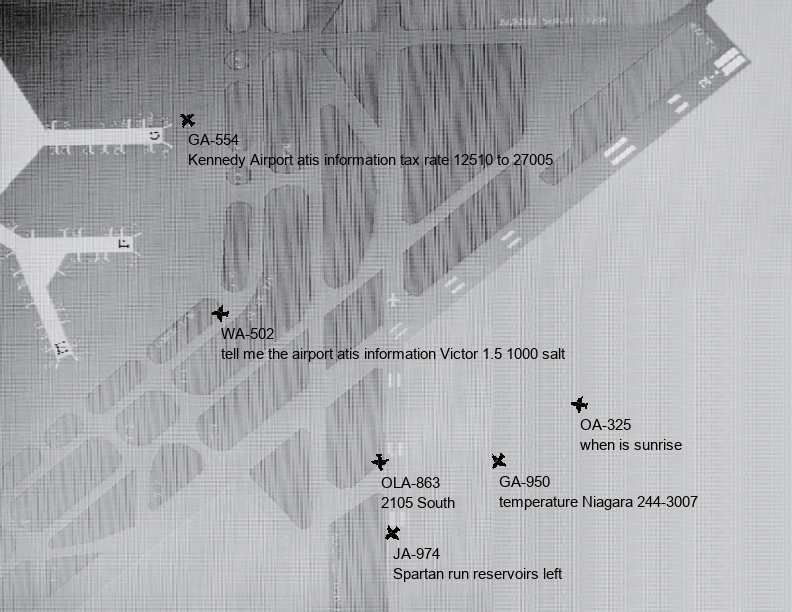 GA-554
Kennedy Airport atis information tax rate 12510 to 27005
WA-502
tell me the airport atis information Victor 1.5 1000 salt
OA-325
when is sunrise
OLA-863
2105 South
GA-950
temperature Niagara 244-3007
JA-974
Spartan run reservoirs left